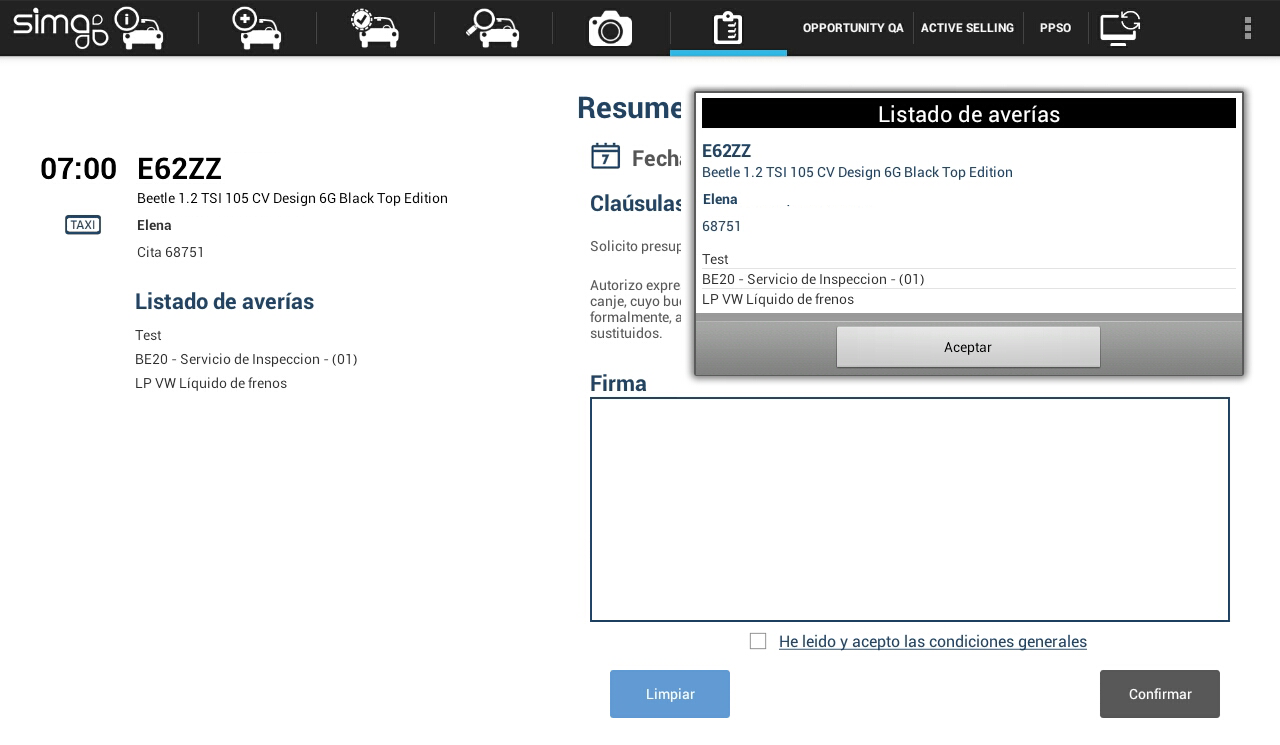 simgo
OPPORTUNITY QA
ACTIVE SELLING
PPSO
07:00
E62ZZ
Beetle 1.2 TSI 105 CV Design 6G Black Top Edition
TAXI
Elena
Cita 68751
Listado de averías
Test
BE20 - Servicio de Inspeccion - (01)
LP VW Líquido de frenos
Resume
7
Fecha
Claúsulas
Solicito presup
Autorizo expre
canje, cuyo bu
formalmente, a
sustituidos.
Listado de averías
E62ZZ
Beetle 1.2 TSI 105 CV Design 6G Black Top Edition
Elena
68751
Test
BE20 - Servicio de Inspeccion - (01)
LP VW Líquido de frenos
Aceptar
Firma
He leido y acepto las condiciones generales
Limpiar
Confirmar